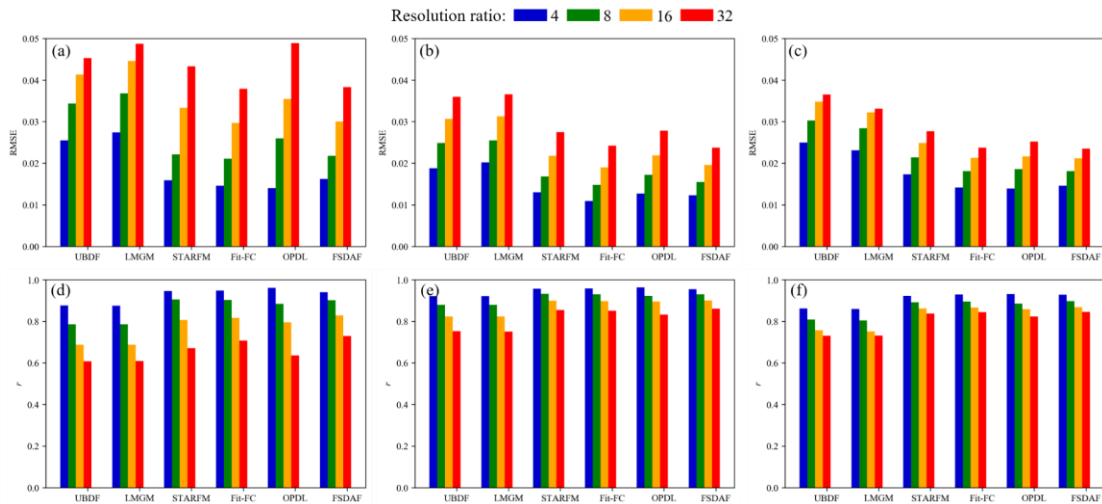 Resolution ratio: 4 8 16 32
(a) (b) (c)
0.05 0.05 0.05
0.04 0.04 0.04
0.03 0.03 0.03
RMSE RMSE RMSE
0.02 0.02 0.02
0.01 0.01 0.01
0.00 0.00 0.00
UBDF LMGM STARFM Fit-FC OPDL FSDAF UBDF LMGM STARFM Fit-FC OPDL FSDAF UBDF LMGM STARFM Fit-FC OPDL FSDAF
1.0 1.0 1.0
(d) (e) (f)
0.8 0.8 0.8
0.6 0.6 0.6
r r r
0.4 0.4 0.4
0.2 0.2 0.2
0.0 0.0 0.0
UBDF LMGM STARFM Fit-FC OPDL FSDAF UBDF LMGM STARFM Fit-FC OPDL FSDAF UBDF LMGM STARFM Fit-FC OPDL FSDAF